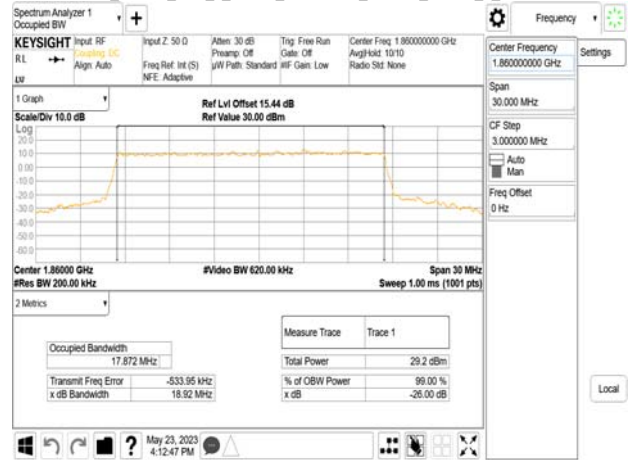 Spectrum Analyzer 1
Occupied BW
Frequency
KEYSIGHT
RL
Input: RF
Coupling: DC
Align: Auto
Input Z: 50 Ω
Freq Ref: Int (S)
NFE: Adaptive
Atten: 30 dB
Preamp: Off
µW Path: Standard
Trig: Free Run
Gate: Off
#IF Gain: Low
Center Freq: 1.860000000 GHz
Avg|Hold: 10/10
Radio Std: None
Center Frequency
1.860000000 GHz
Settings
Span
30.000 MHz
CF Step
3.000000 MHz
Auto
Man
Freq Offset
0 Hz
Local
1 Graph
Scale/Div 10.0 dB
Ref Lvl Offset 15.44 dB
Ref Value 30.00 dBm
Log
20.0
10.0
0.00
-10.0
-20.0
-30.0
-40.0
-50.0
-60.0
Center 1.86000 GHz
#Video BW 620.00 kHz
Span 30 MHz
#Res BW 200.00 kHz
Sweep 1.00 ms (1001 pts)
2 Metrics
Measure Trace Trace 1
Occupied Bandwidth
17.872 MHz
Total Power 29.2 dBm
Transmit Freq Error -533.95 kHz
% of OBW Power 99.00 %
x dB Bandwidth 18.92 MHz
x dB -26.00 dB
?
May 23, 2023
4:12:47 PM